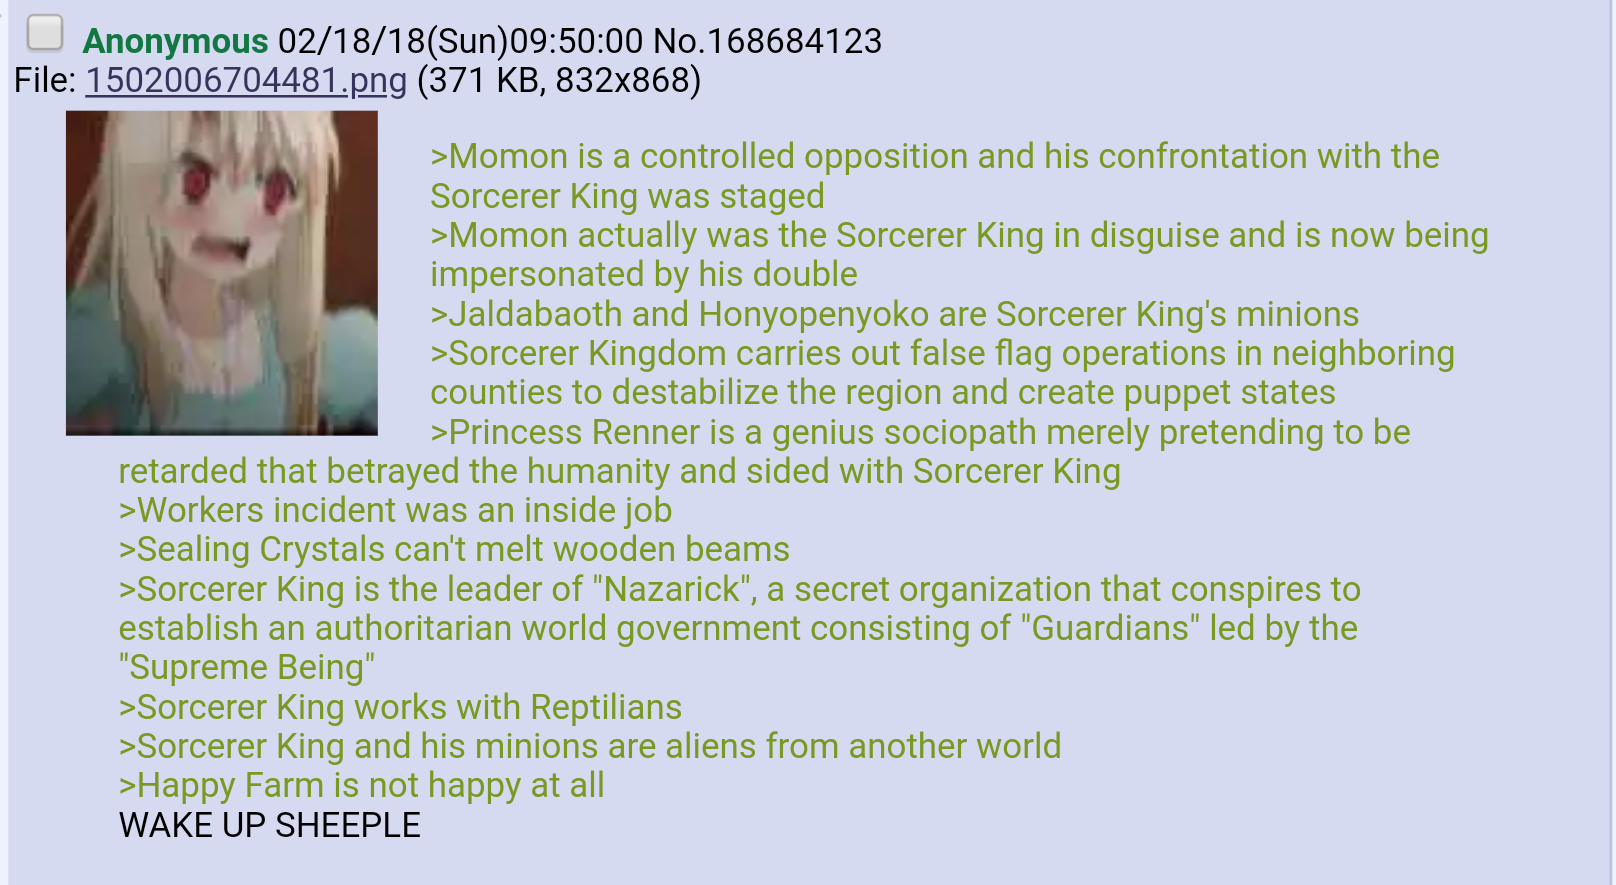 Anonymous 02/18/18(Sun)09:50:00 No.168684123
File: 1502006704481.png (371 KB, 832x868)
>Momon is a controlled opposition and his confrontation with the
Sorcerer King was staged
>Momon actually was the Sorcerer King in disguise and is now being
impersonated by his double
>Jaldabaoth and Honyopenyoko are Sorcerer King's minions
>Sorcerer Kingdom carries out false flag operations in neighboring
counties to destabilize the region and create puppet states
>Princess Renner is a genius sociopath merely pretending to be
retarded that betrayed the humanity and sided with Sorcerer King
>Workers incident was an inside job
>Sealing Crystals can't melt wooden beams
>Sorcerer King is the leader of "Nazarick", a secret organization that conspires to
establish an authoritarian world government consisting of "Guardians" led by the
"Supreme Being"
>Sorcerer King works with Reptilians
>Sorcerer King and his minions are aliens from another world
>Happy Farm is not happy at all
WAKE UP SHEEPLE